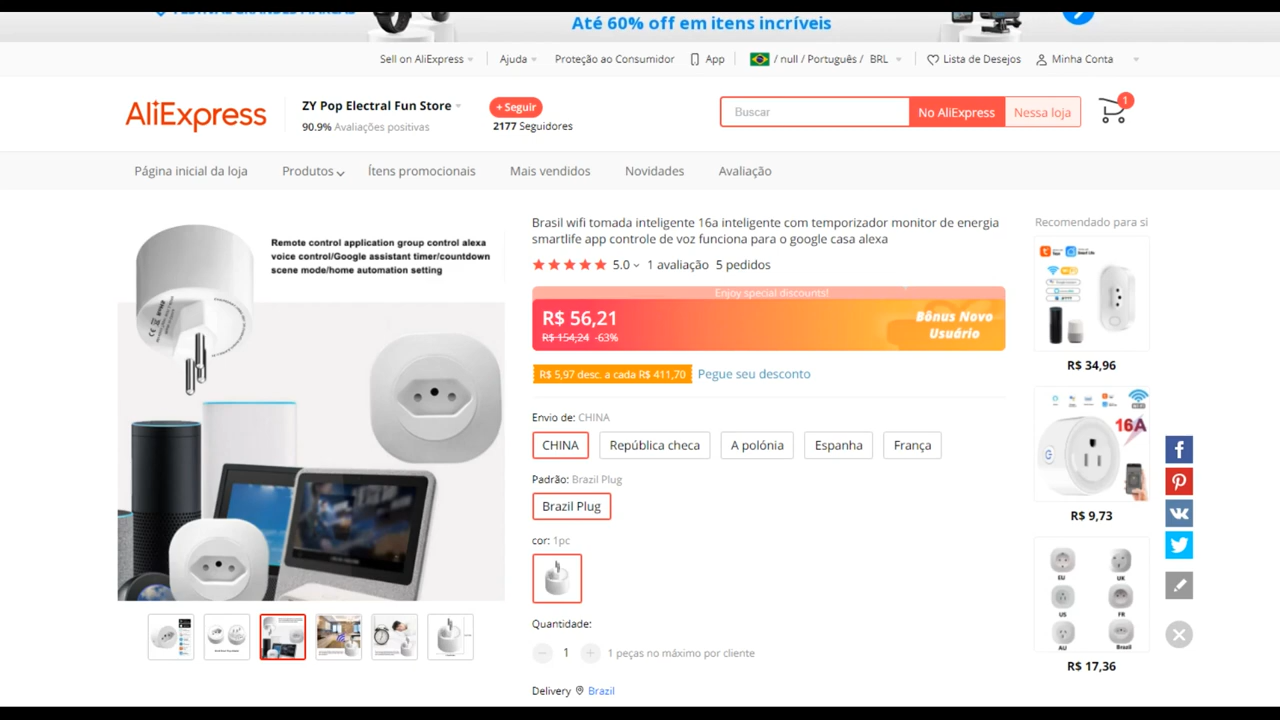 Até 60% off em itens incríveis
Sell on AliExpress
Ajuda
Proteção ao Consumidor
App
/ null / Português / BRL
Lista de Desejos
Minha Conta
AliExpress
ZY Pop Electral Fun Store
90.9% Avaliações positivas
+ Seguir
2177 Seguidores
Buscar
No AliExpress
Nessa loja
1
Página inicial da loja
Produtos
Ítens promocionais
Mais vendidos
Novidades
Avaliação
Remote control application group control alexa
voice control/Google assistant timer/countdown
scene mode/home automation setting
Brasil wifi tomada inteligente 16a inteligente com temporizador monitor de energia
smartlife app controle de voz funciona para o google casa alexa
5.0
1 avaliação
5 pedidos
Enjoy special discounts!
R$ 56,21
R$ 154,24 -63%
Bônus Novo
Usuário
R$ 5,97 desc. a cada R$ 411,70
Pegue seu desconto
Envio de: CHINA
CHINA
República checa
A polónia
Espanha
França
Padrão: Brazil Plug
Brazil Plug
cor: 1pc
Quantidade:
1
1 peças no máximo por cliente
Delivery
Brazil
Recomendado para si
R$ 34,96
16A
R$ 9,73
EU
UK
US
FR
AU
Brazil
R$ 17,36